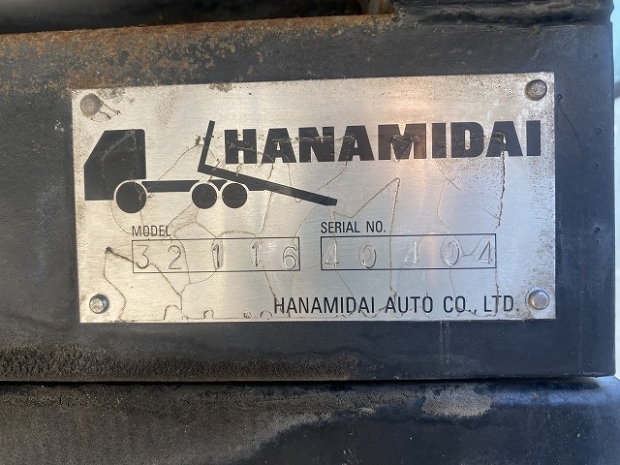 HANAMIDAI
MODEL SERIAL NO.
32116 40404
HANAMIDAI AUTO CO., LTD.